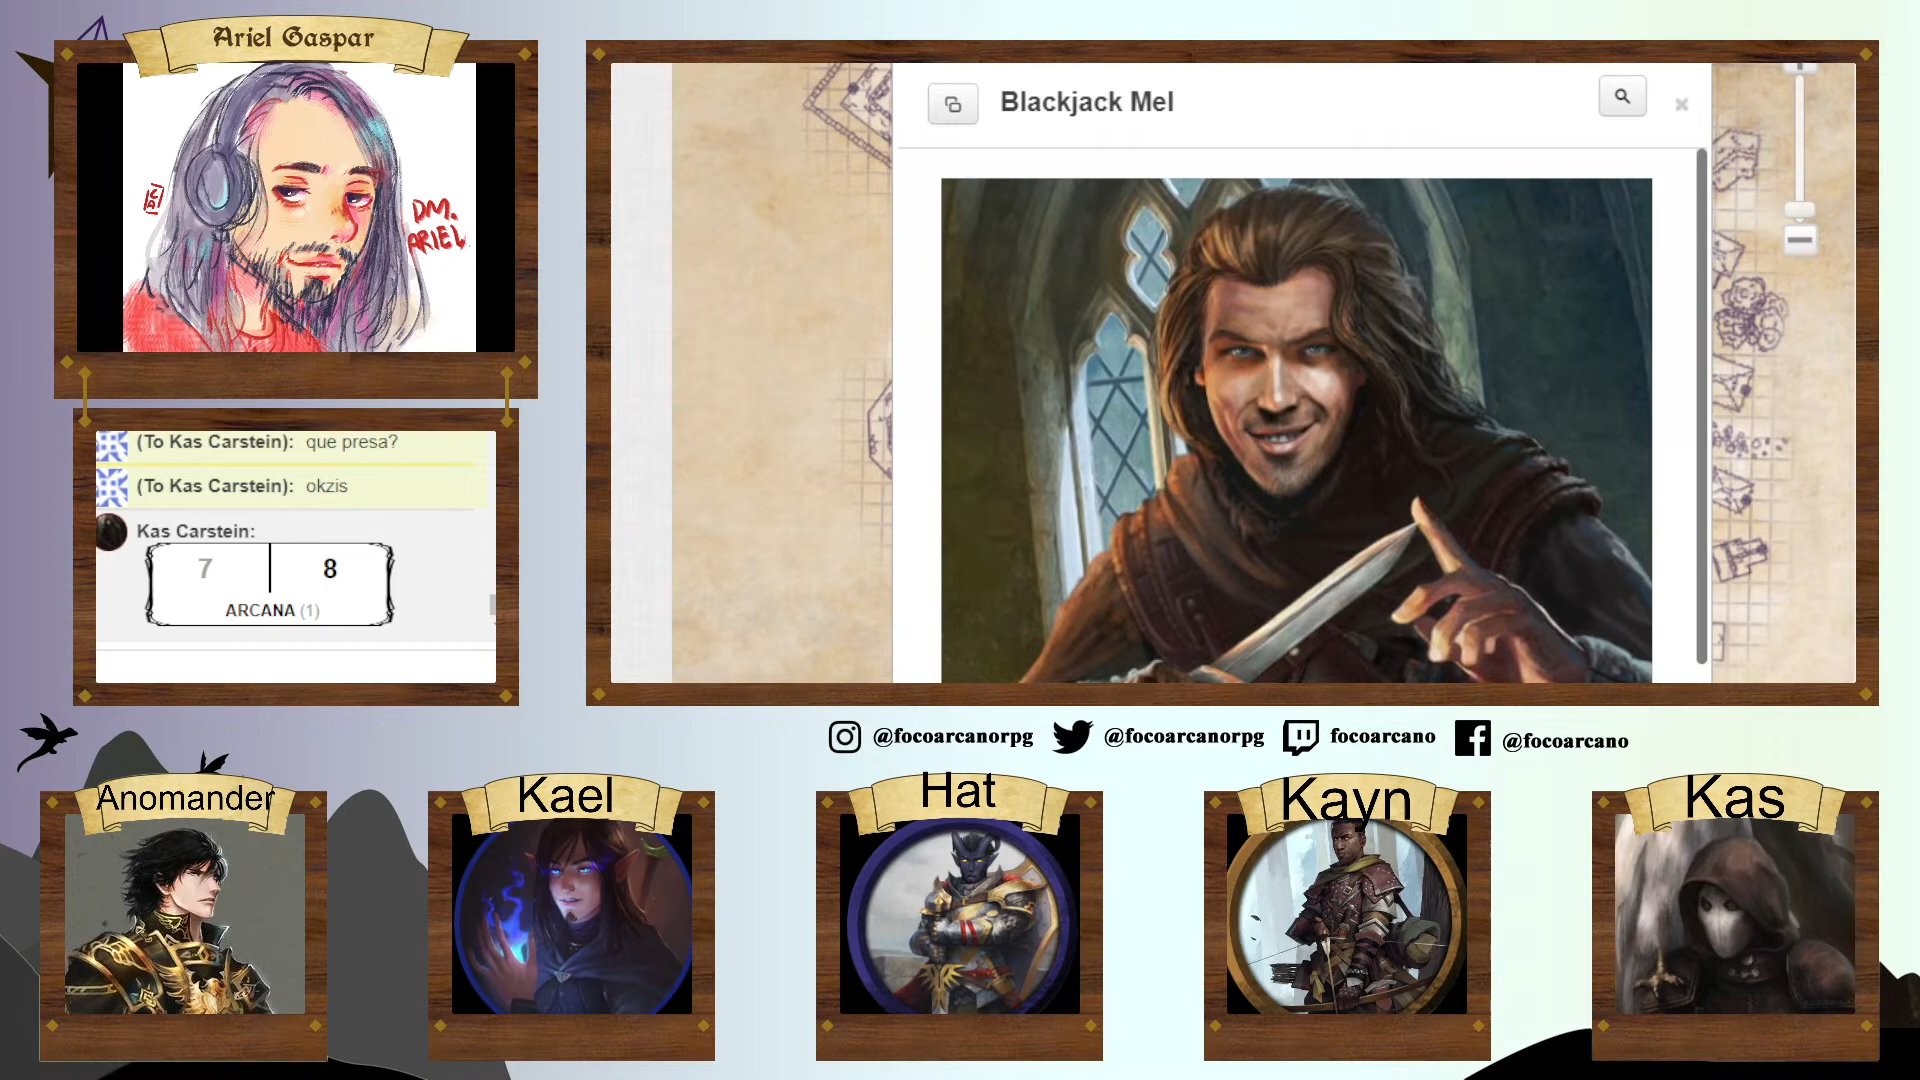 Ariel Gaspar
DM.
ARIEL
Blackjack Mel
(To Kas Carstein): que presa?
(To Kas Carstein): okzis
Kas Carstein:
7 8
ARCANA (1)
@focoarcanorpg @focoarcanorpg focoarcano @focoarcano
Anomander Kael Hat Kayn Kas